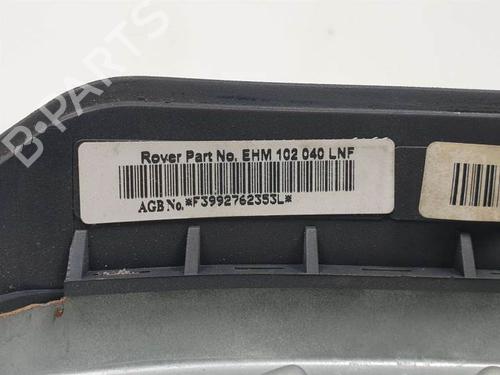 Rover Part No. EHM 102 040 LNF
AGB No. *F3992762353L*
B-Parts